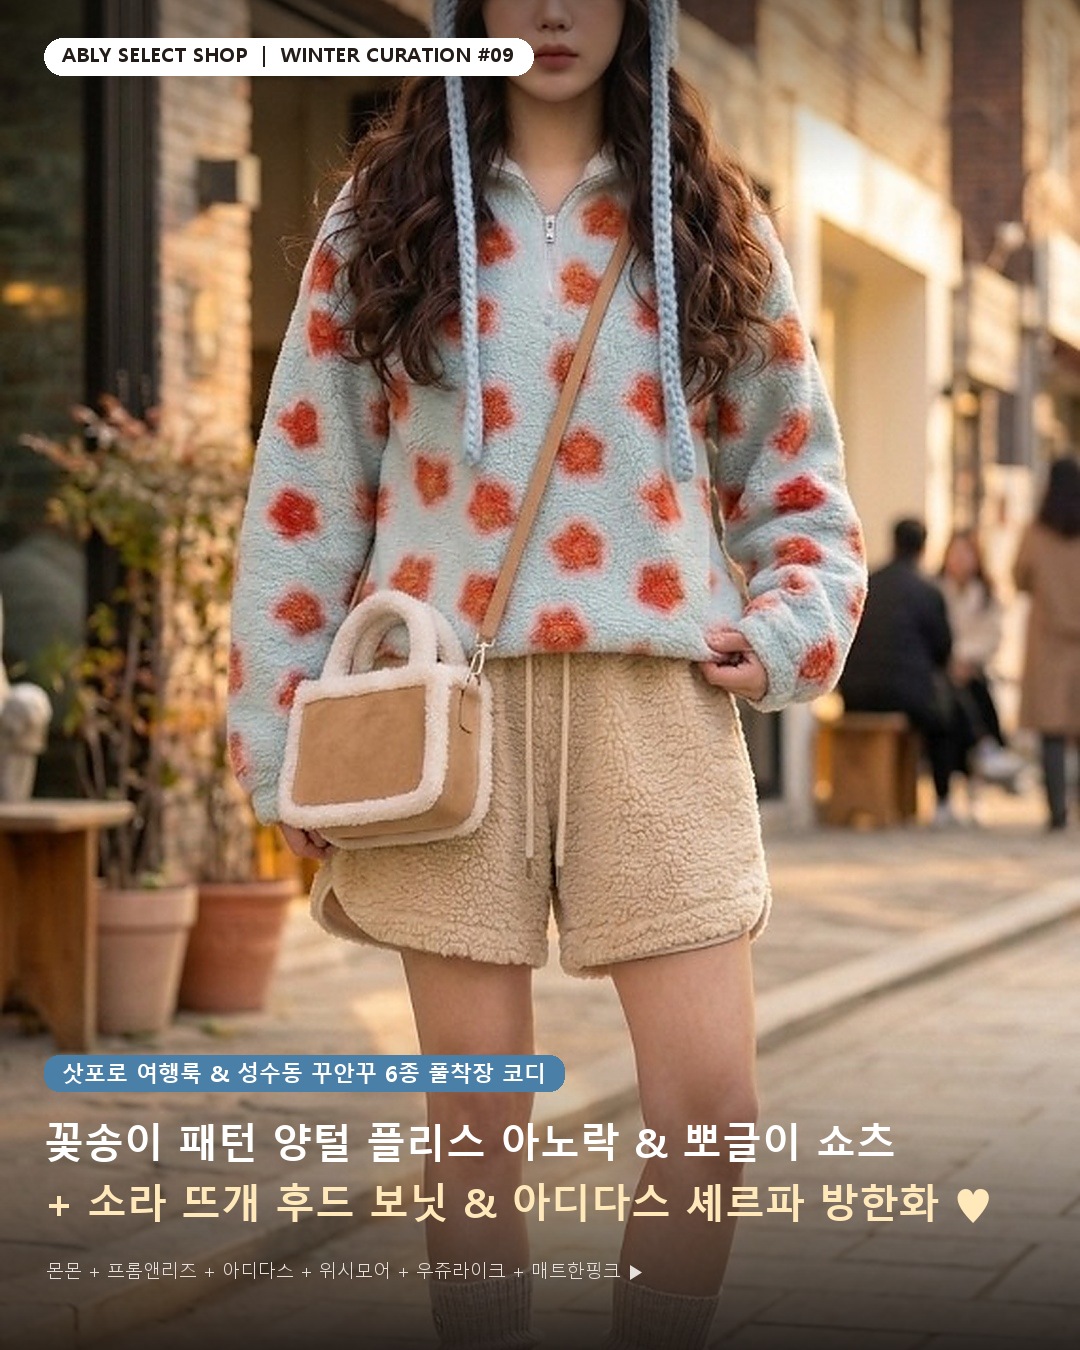 ABLY SELECT SHOP | WINTER CURATION #09
삿포로 여행룩 & 성수동 꾸안꾸 6종 풀착장 코디
꽃송이 패턴 양털 플리스 아노락 & 뽀글이 쇼츠
+ 소라 뜨개 후드 보닛 & 아디다스 셰르파 방한화 ♥
몬몬 + 프롬앤리즈 + 아디다스 + 위시모어 + 우쥬라이크 + 매트한핑크 ▶